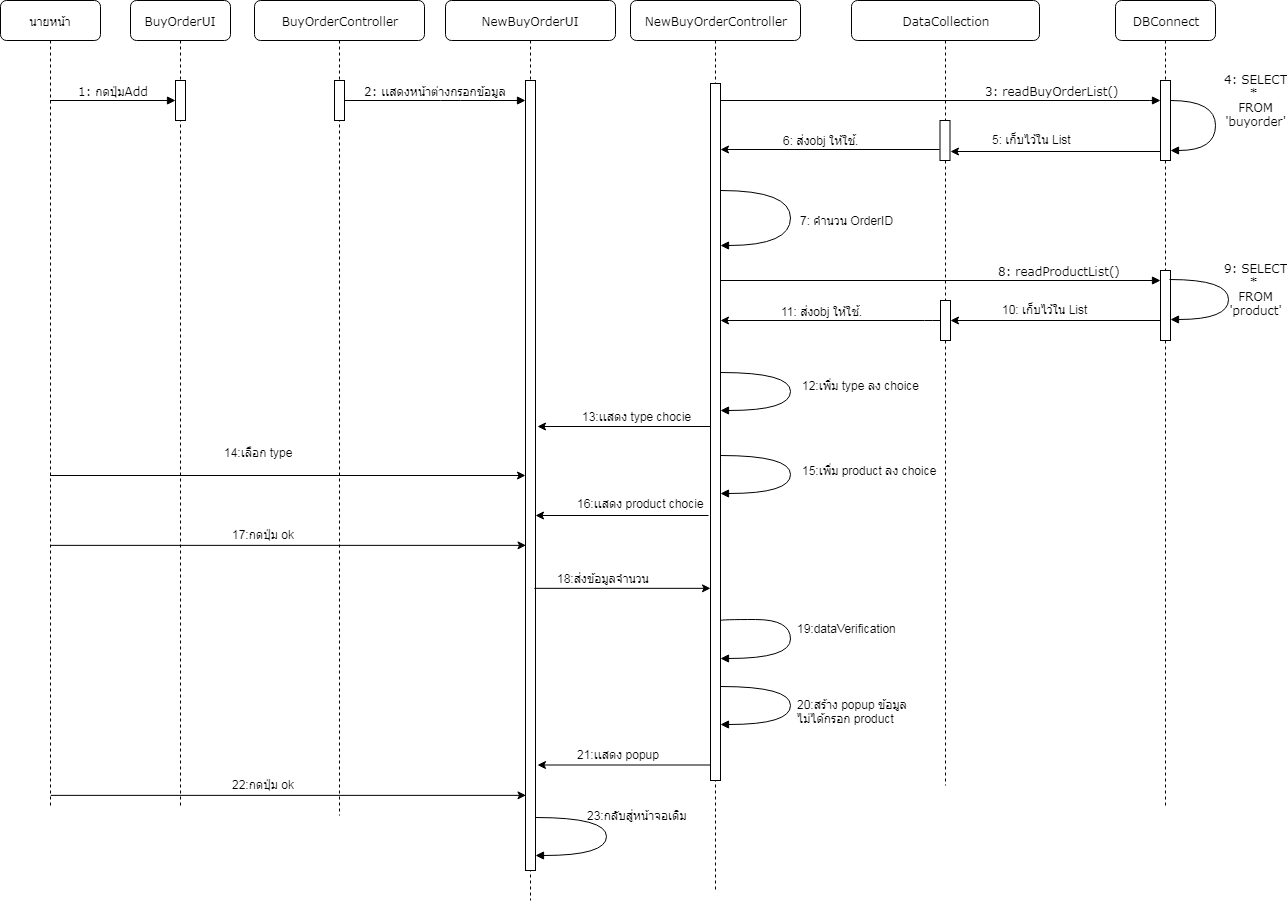 นายหน้า
BuyOrderUI
BuyOrderController
NewBuyOrderUI
NewBuyOrderController
DataCollection
DBConnect
1: กดปุ่มAdd
2: แสดงหน้าต่างกรอกข้อมูล
3: readBuyOrderList()
4: SELECT
*
FROM
'buyorder'
5: เก็บไว้ใน List
6: ส่งobj ให้ใช้.
7: คำนวน OrderID
8: readProductList()
9: SELECT
*
FROM
'product'
10: เก็บไว้ใน List
11: ส่งobj ให้ใช้.
12:เพิ่ม type ลง choice
13:แสดง type chocie
14:เลือก type
15:เพิ่ม product ลง choice
16:แสดง product chocie
17:กดปุ่ม ok
18:ส่งข้อมูลจำนวน
19:dataVerification
20:สร้าง popup ข้อมูล
ไม่ได้กรอก product
21:แสดง popup
22:กดปุ่ม ok
23:กลับสู่หน้าจอเดิม